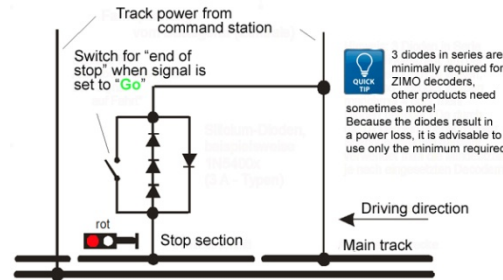 Track power from
command station
Switch for "end of
stop" when signal is
set to "Go"
QUICK
TIP
3 diodes in series are
minimally required for
ZIMO decoders,
other products need
sometimes more!
Because the diodes result in
a power loss, it is advisable to
use only the minimum required
rot
Stop section
Driving direction
Main track